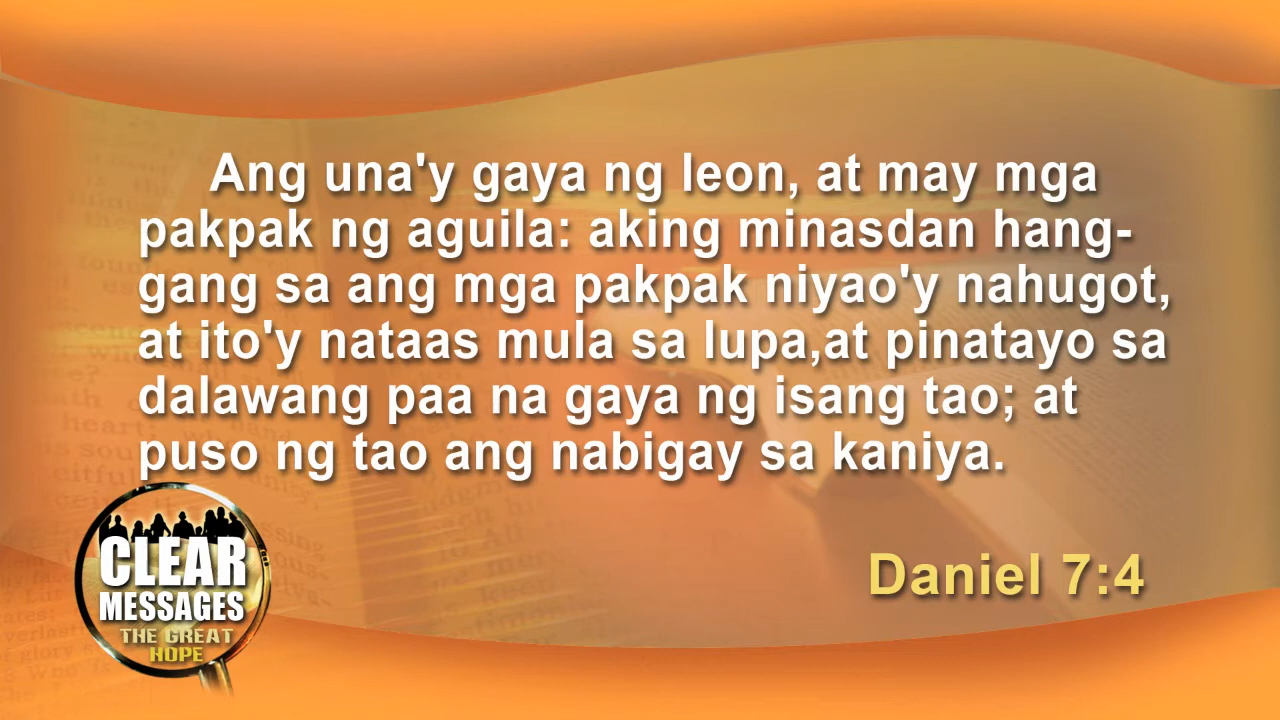 Ang una'y gaya ng leon, at may mga
pakpak ng aguila: aking minasdan hang-
gang sa ang mga pakpak niyao'y nahugot,
at ito'y nataas mula sa lupa,at pinatayo sa
dalawang paa na gaya ng isang tao; at
puso ng tao ang nabigay sa kaniya.
Daniel 7:4
CLEAR
MESSAGES
THE GREAT
HOPE